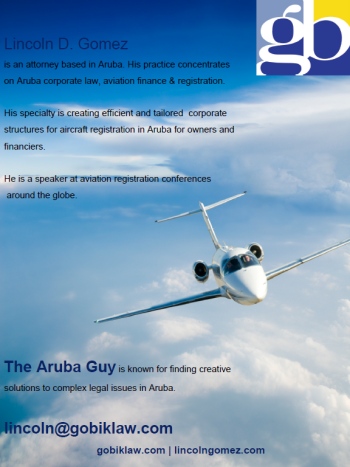 gb
Lincoln D. Gomez
is an attorney based in Aruba. His practice concentrates
on Aruba corporate law, aviation finance & registration.
His specialty is creating efficient and tailored corporate
structures for aircraft registration in Aruba for owners and
financiers.
He is a speaker at aviation registration conferences
around the globe.
The Aruba Guy is known for finding creative
solutions to complex legal issues in Aruba.
lincoln@gobiklaw.com
gobiklaw.com | lincolngomez.com